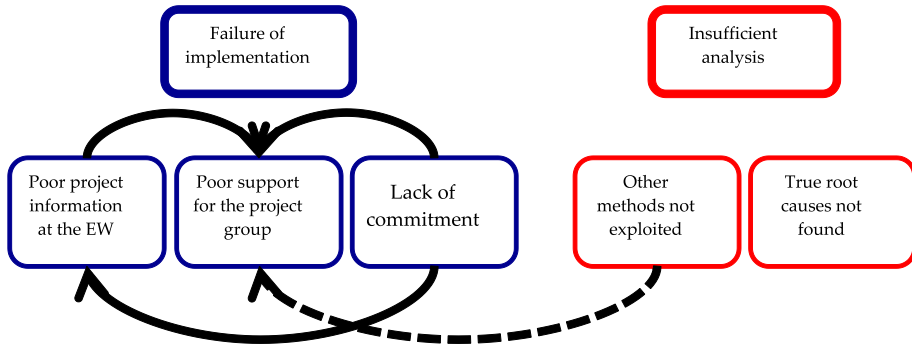 Failure of
implementation
Insufficient
analysis
Poor project
information
at the EW
Poor support
for the project
group
Lack of
commitment
Other
methods not
exploited
True root
causes not
found